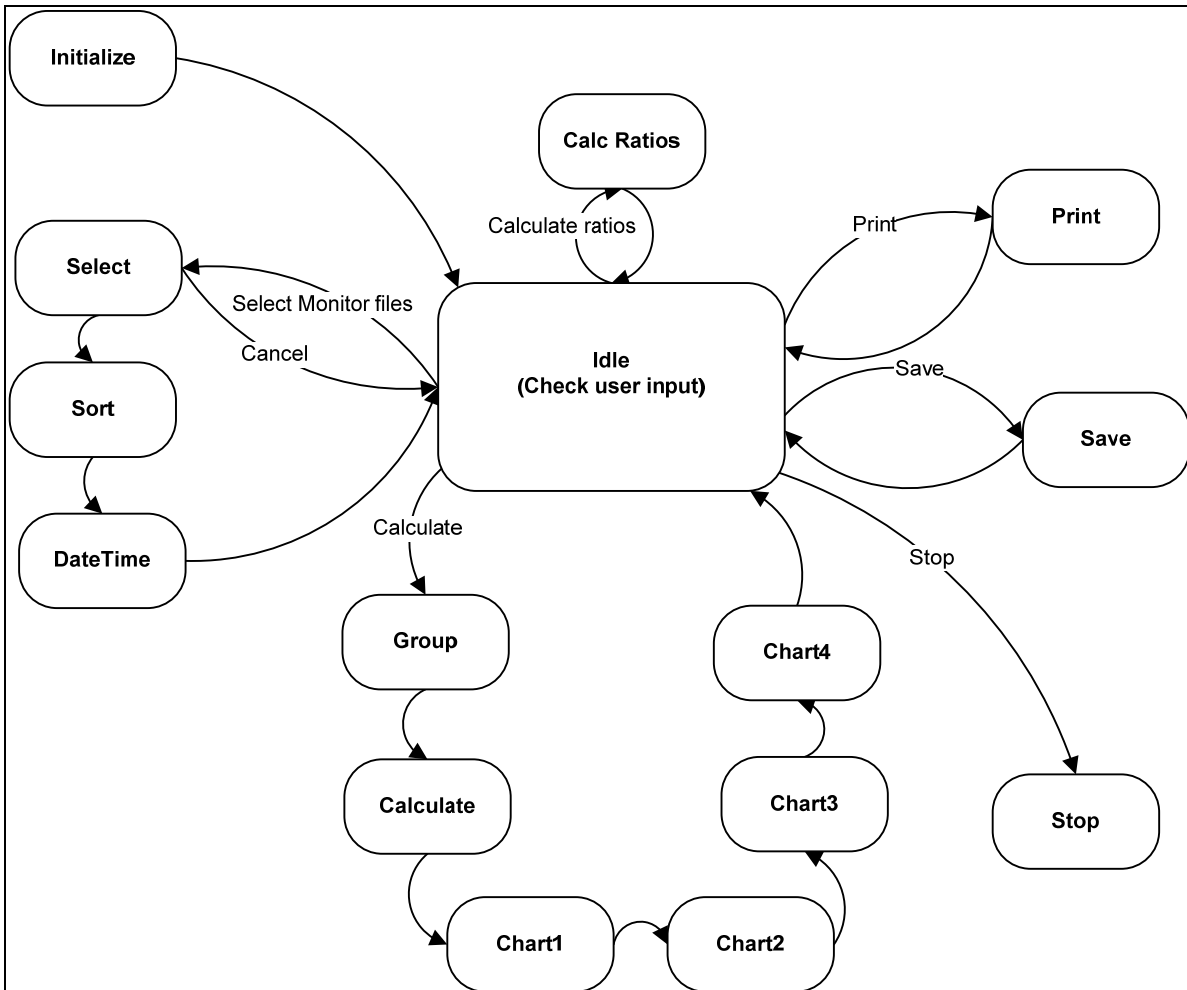 Initialize
Calc Ratios
Calculate ratios
Print
Print
Select
Select Monitor files
Cancel
Idle
(Check user input)
Save
Save
Sort
DateTime
Calculate
Stop
Group
Chart4
Calculate
Chart3
Stop
Chart1
Chart2